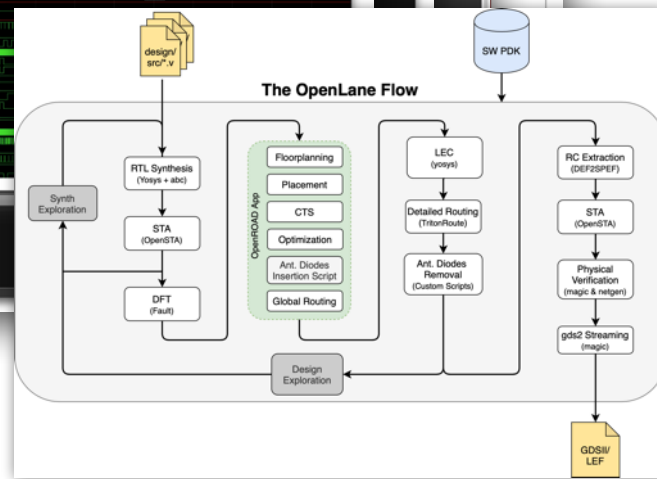 design/
src/*.v
SW PDK
The OpenLane Flow
RTL Synthesis
(Yosys + abc)
Synth
Exploration
STA
(OpenSTA)
DFT
(Fault)
OpenROAD App
Floorplanning
Placement
CTS
Optimization
Ant. Diodes
Insertion Script
Global Routing
LEC
(yosys)
Detailed Routing
(TritonRoute)
Ant. Diodes
Removal
(Custom Scripts)
Design
Exploration
RC Extraction
(DEF2SPEF)
STA
(OpenSTA)
Physical
Verification
(magic & netgen)
gds2 Streaming
(magic)
GDSII/
LEF